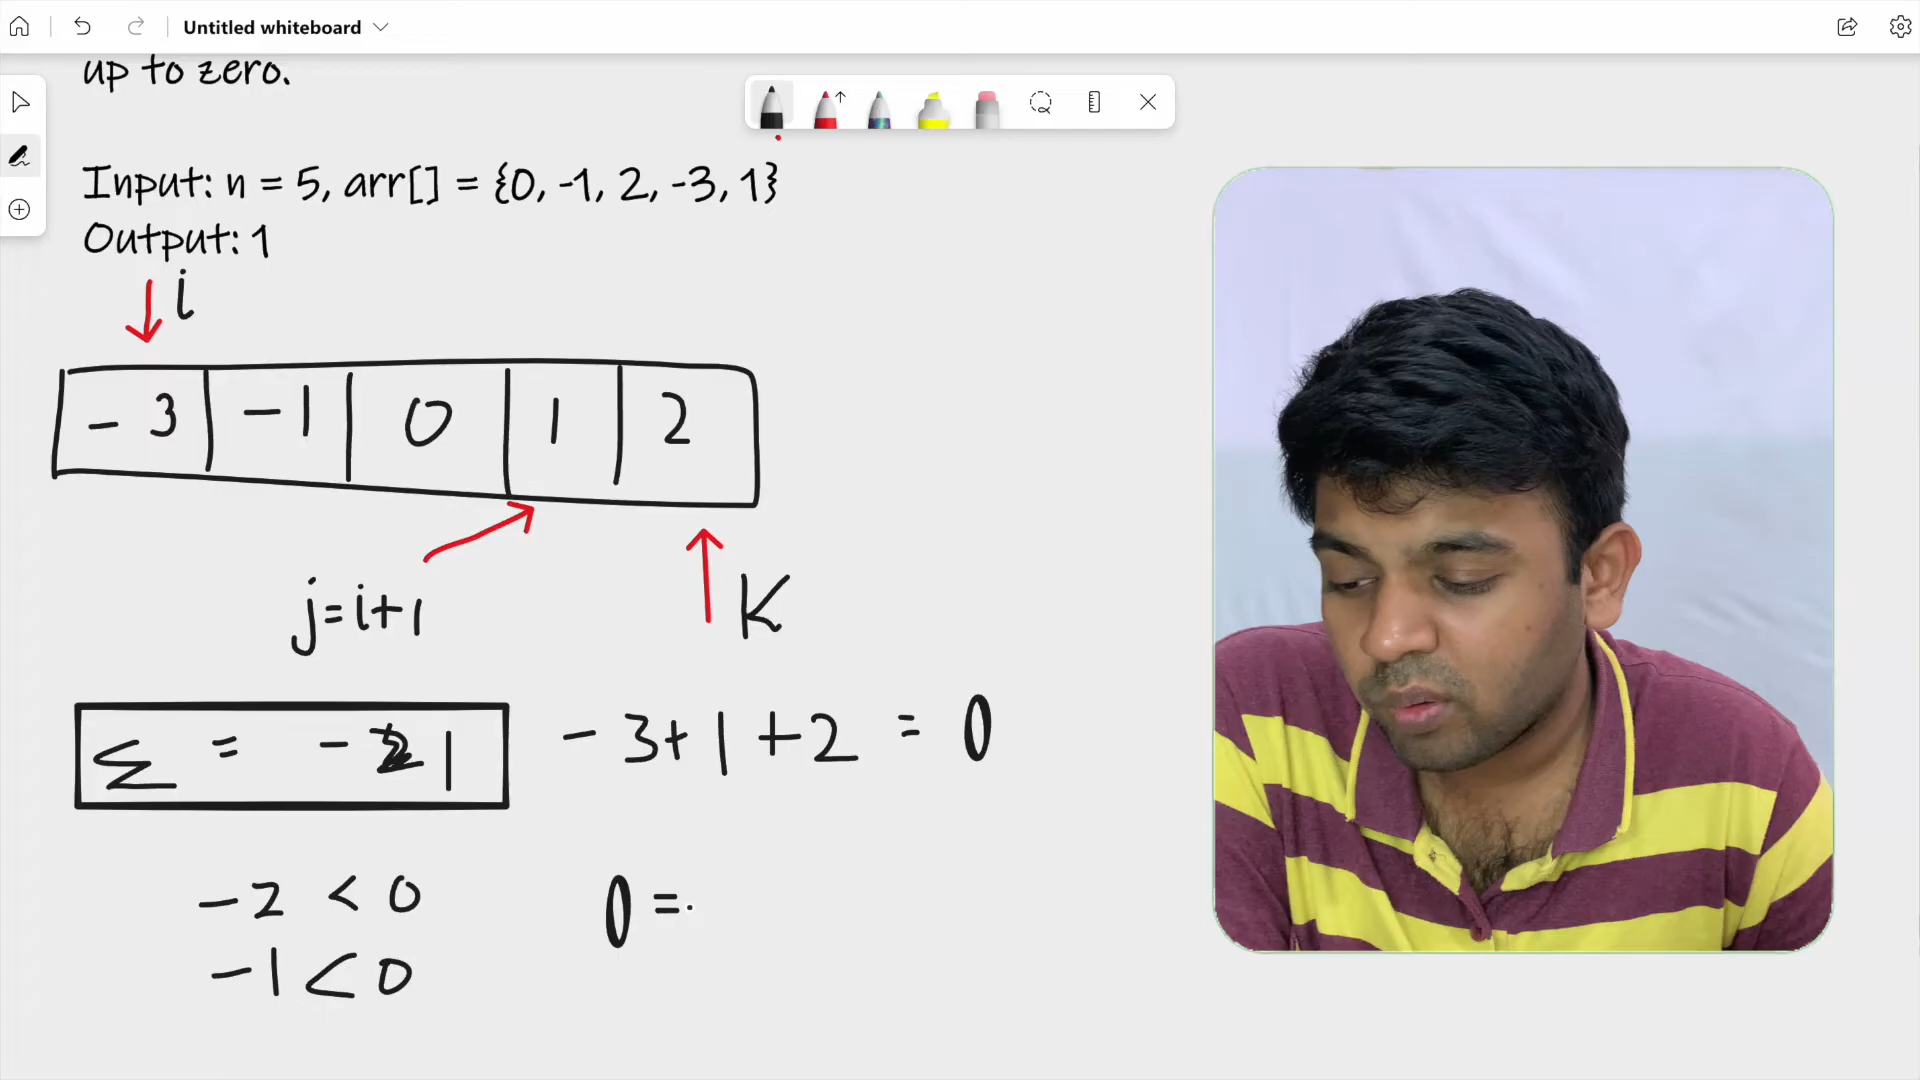 Untitled whiteboard
up to zero.
Input: n = 5, arr[] = {0, -1, 2, -3, 1}
Output: 1
i
-3 -1 0 1 2
j=i+1
K
Σ = - 1
-3+1+2 = 0
-2 < 0
0 =
-1 < 0